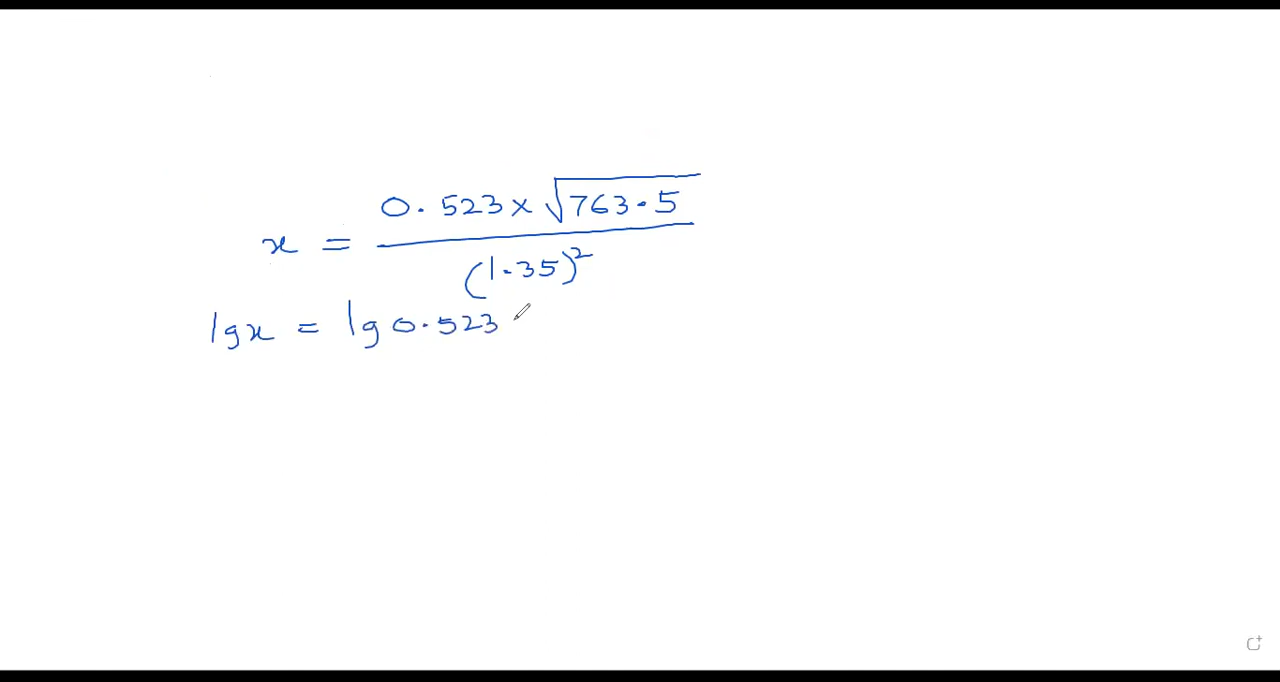 x = 0.523 × √763.5
(1.35)²
lg x = lg 0.523